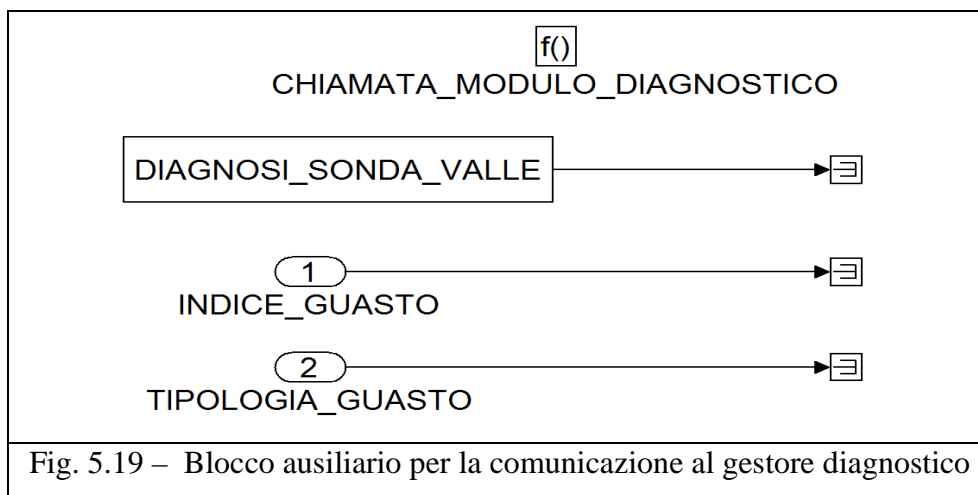 f()
CHIAMATA_MODULO_DIAGNOSTICO
DIAGNOSI_SONDA_VALLE
1
INDICE_GUASTO
2
TIPOLOGIA_GUASTO
Fig. 5.19 – Blocco ausiliario per la comunicazione al gestore diagnostico